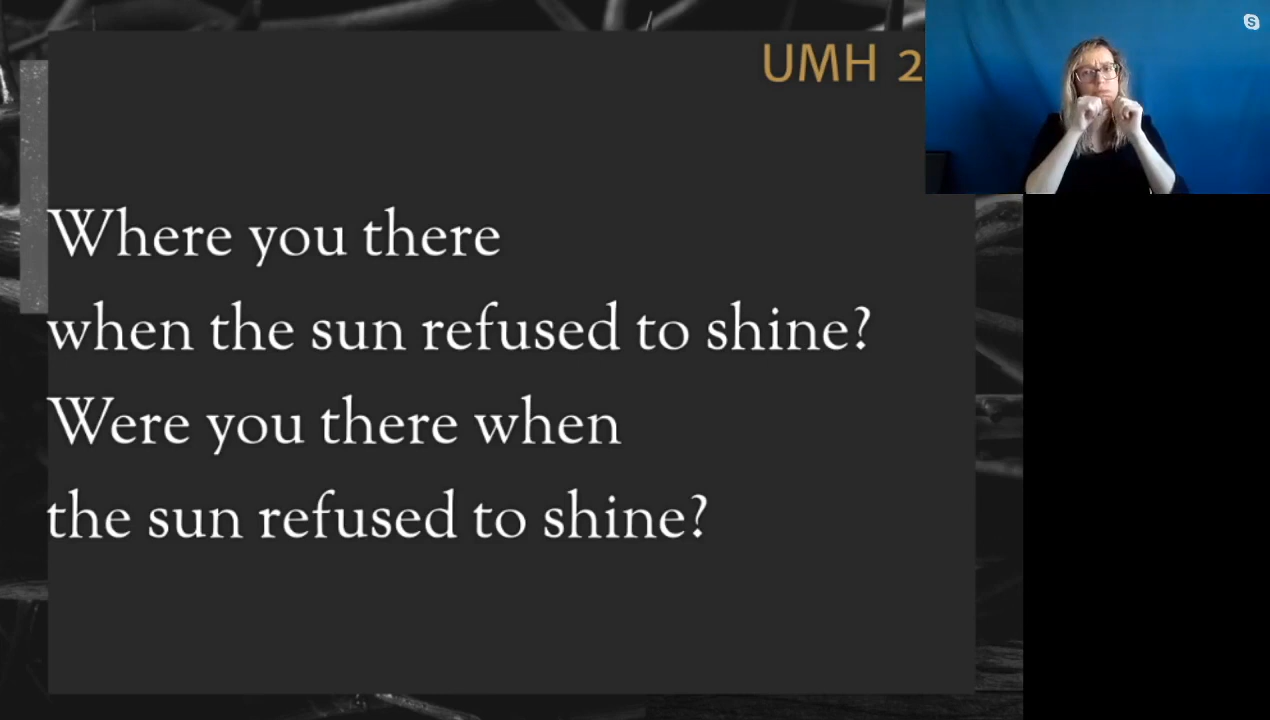 UMH 2
Where you there
when the sun refused to shine?
Were you there when
the sun refused to shine?